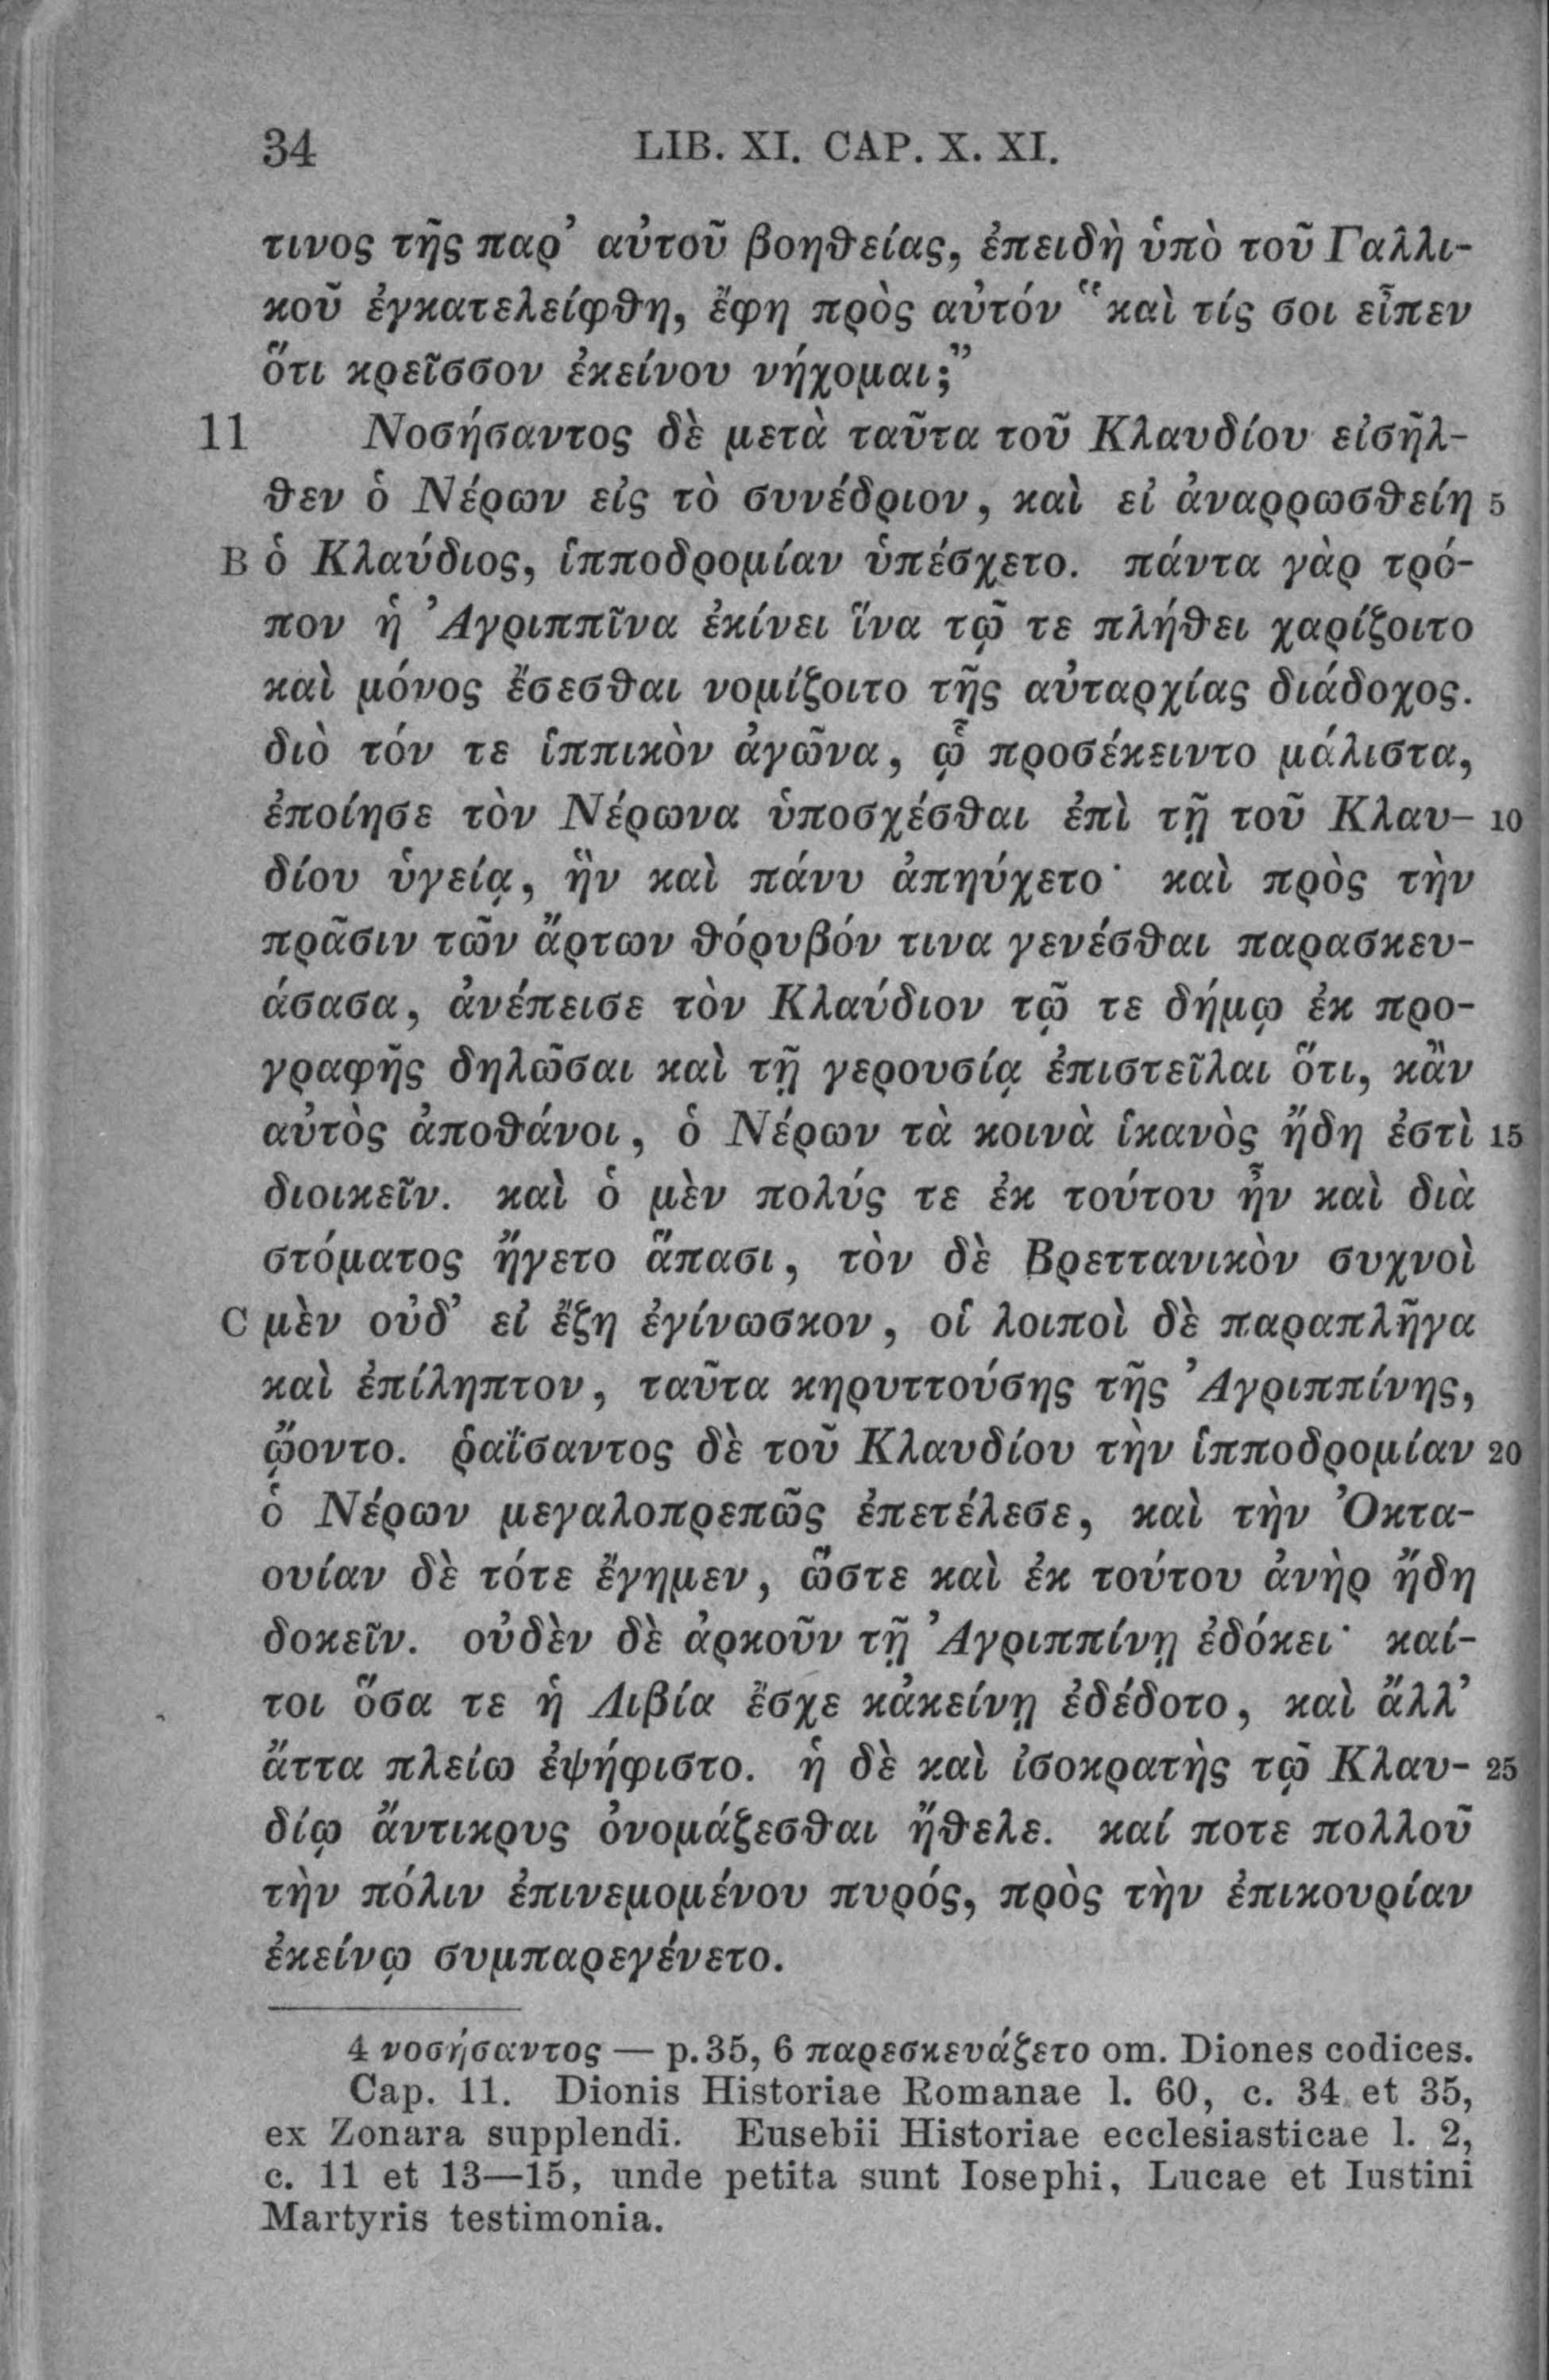 34 LIB. XI. CAP. X. XI.
τινος τῆς παρ’ αὐτοῦ βοηθείας, ἐπειδὴ ὑπὸ τοῦ Γαλλι-
κοῦ ἐγκατελείφθη, ἔφη πρὸς αὐτόν “καὶ τίς σοι εἶπεν
ὅτι κρεῖσσον ἐκείνου νήχομαι;”
11 Νοσήσαντος δὲ μετὰ ταῦτα τοῦ Κλαυδίου εἰσῆλ-
θεν ὁ Νέρων εἰς τὸ συνέδριον, καὶ εἰ ἀναρρωσθείη 5
B ὁ Κλαύδιος, ἱπποδρομίαν ὑπέσχετο. πάντα γὰρ τρό-
πον ἡ Ἀγριππῖνα ἐκίνει ἵνα τῷ τε πλήθει χαρίζοιτο
καὶ μόνος ἔσεσθαι νομίζοιτο τῆς αὐταρχίας διάδοχος.
διὸ τόν τε ἱππικὸν ἀγῶνα, ᾧ προσέκειντο μάλιστα,
ἐποίησε τὸν Νέρωνα ὑποσχέσθαι ἐπὶ τῇ τοῦ Κλαυ- 10
δίου ὑγείᾳ, ἣν καὶ πάνυ ἀπηύχετο· καὶ πρὸς τὴν
πρᾶσιν τῶν ἄρτων θόρυβόν τινα γενέσθαι παρασκευ-
άσασα, ἀνέπεισε τὸν Κλαύδιον τῷ τε δήμῳ ἐκ προ-
γραφῆς δηλῶσαι καὶ τῇ γερουσίᾳ ἐπιστεῖλαι ὅτι, κἂν
αὐτὸς ἀποθάνοι, ὁ Νέρων τὰ κοινὰ ἱκανὸς ἤδη ἐστὶ 15
διοικεῖν. καὶ ὁ μὲν πολύς τε ἐκ τούτου ἦν καὶ διὰ
στόματος ἤγετο ἅπασι, τὸν δὲ Βρεττανικὸν συχνοὶ
C μὲν οὐδ’ εἰ ἔζη ἐγίνωσκον, οἱ λοιποὶ δὲ παραπλῆγα
καὶ ἐπίληπτον, ταῦτα κηρυττούσης τῆς Ἀγριππίνης,
ᾤοντο. ῥαΐσαντος δὲ τοῦ Κλαυδίου τὴν ἱπποδρομίαν 20
ὁ Νέρων μεγαλοπρεπῶς ἐπετέλεσε, καὶ τὴν Ὀκτα-
ουίαν δὲ τότε ἔγημεν, ὥστε καὶ ἐκ τούτου ἀνὴρ ἤδη
δοκεῖν. οὐδὲν δὲ ἀρκοῦν τῇ Ἀγριππίνῃ ἐδόκει· καί-
τοι ὅσα τε ἡ Λιβία ἔσχε κἀκείνῃ ἐδέδοτο, καὶ ἄλλ’
ἄττα πλείω ἐψήφιστο. ἡ δὲ καὶ ἰσοκρατὴς τῷ Κλαυ- 25
δίῳ ἄντικρυς ὀνομάζεσθαι ἤθελε. καί ποτε πολλοῦ
τὴν πόλιν ἐπινεμομένου πυρός, πρὸς τὴν ἐπικουρίαν
ἐκείνῳ συμπαρεγένετο.
4 νοσήσαντος — p. 35, 6 παρεσκευάζετο om. Diones codices.
Cap. 11. Dionis Historiae Romanae l. 60, c. 34 et 35,
ex Zonara supplendi. Eusebii Historiae ecclesiasticae l. 2,
c. 11 et 13—15, unde petita sunt Iosephi, Lucae et Iustini
Martyris testimonia.